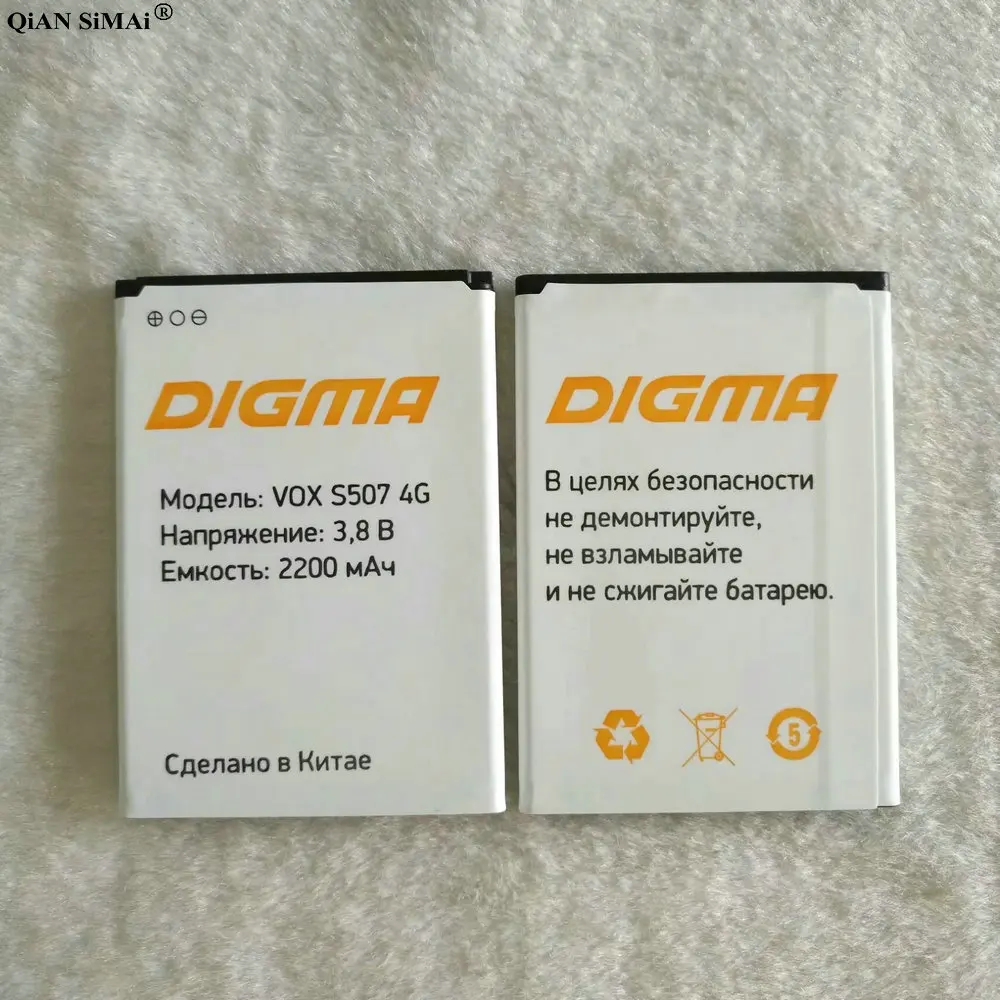 QiAN SiMAi®
DIGMA
Модель: VOX S507 4G
Напряжение: 3,8 В
Емкость: 2200 мАч
Сделано в Китае
DIGMA
В целях безопасности
не демонтируйте,
не взламывайте
и не сжигайте батарею.
5